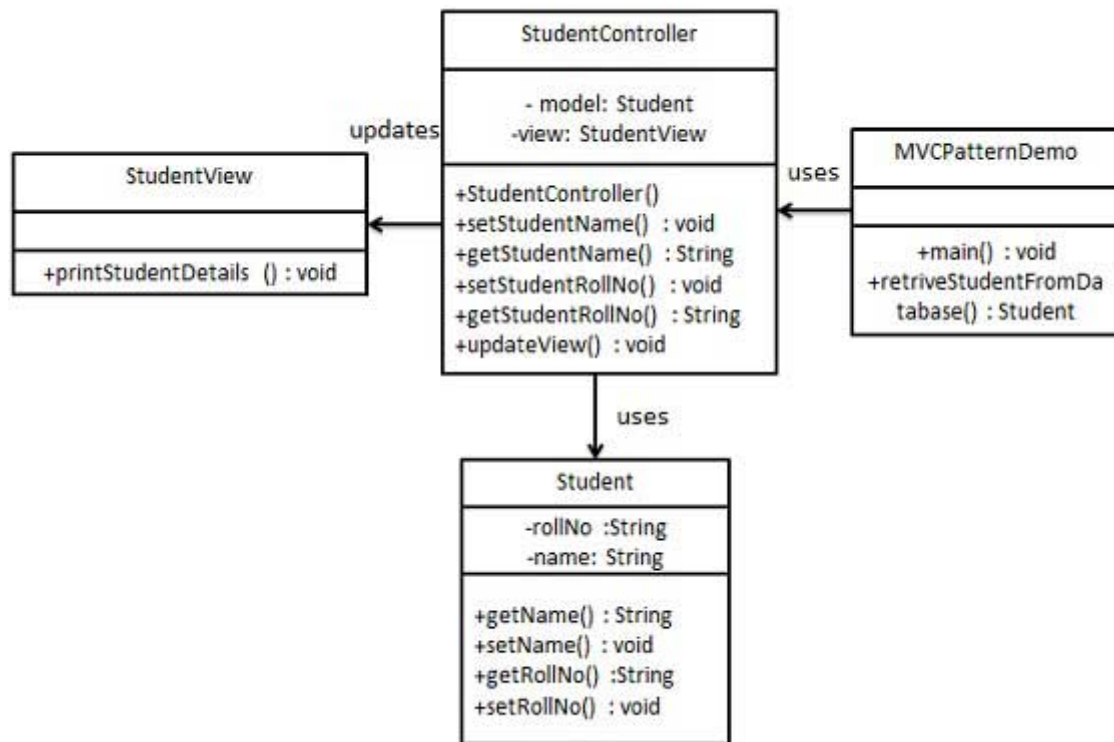 StudentController
- model: Student
-view: StudentView
+StudentController()
+setStudentName() : void
+getStudentName() : String
+setStudentRollNo() : void
+getStudentRollNo() : String
+updateView() : void
updates
StudentView
+printStudentDetails () : void
uses
MVCPatternDemo
+main() : void
+retriveStudentFromDa
tabase() : Student
uses
Student
-rollNo :String
-name: String
+getName() : String
+setName() : void
+getRollNo() :String
+setRollNo() : void